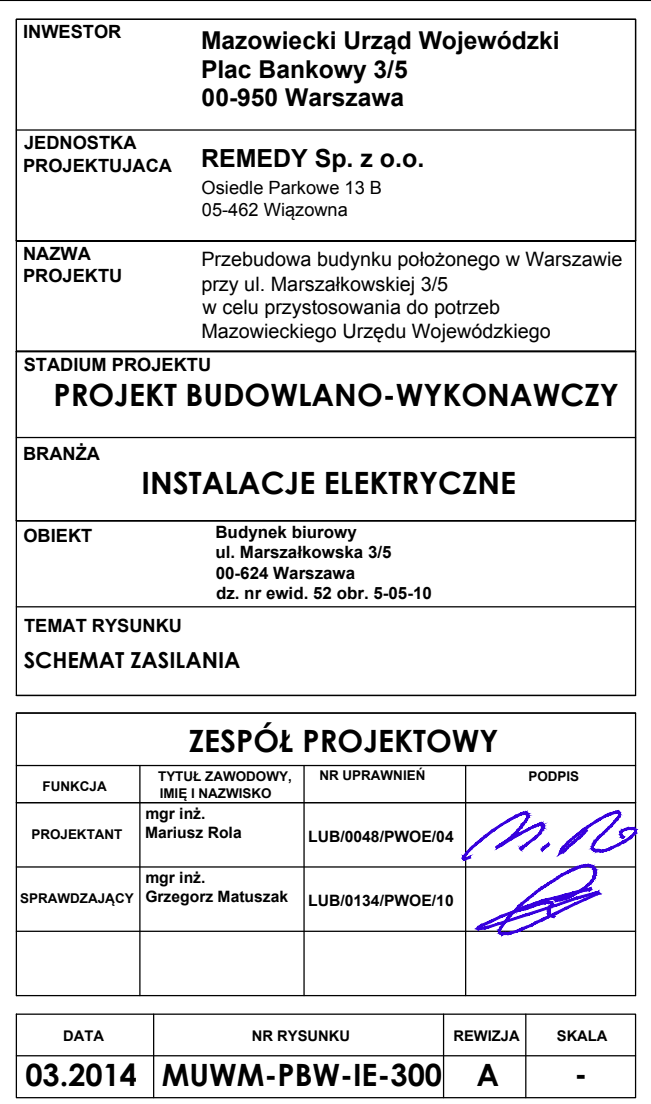 INWESTOR
Mazowiecki Urząd Wojewódzki
Plac Bankowy 3/5
00-950 Warszawa
JEDNOSTKA
PROJEKTUJACA
REMEDY Sp. z o.o.
Osiedle Parkowe 13 B
05-462 Wiązowna
NAZWA
PROJEKTU
Przebudowa budynku położonego w Warszawie
przy ul. Marszałkowskiej 3/5
w celu przystosowania do potrzeb
Mazowieckiego Urzędu Wojewódzkiego
STADIUM PROJEKTU
PROJEKT BUDOWLANO-WYKONAWCZY
BRANŻA
INSTALACJE ELEKTRYCZNE
OBIEKT
Budynek biurowy
ul. Marszałkowska 3/5
00-624 Warszawa
dz. nr ewid. 52 obr. 5-05-10
TEMAT RYSUNKU
SCHEMAT ZASILANIA
ZESPÓŁ PROJEKTOWY
FUNKCJA
TYTUŁ ZAWODOWY,
IMIĘ I NAZWISKO
NR UPRAWNIEŃ
PODPIS
PROJEKTANT
mgr inż.
Mariusz Rola
LUB/0048/PWOE/04
M. Ro
SPRAWDZAJĄCY
mgr inż.
Grzegorz Matuszak
LUB/0134/PWOE/10
DATA
NR RYSUNKU
REWIZJA
SKALA
03.2014
MUWM-PBW-IE-300
A
-